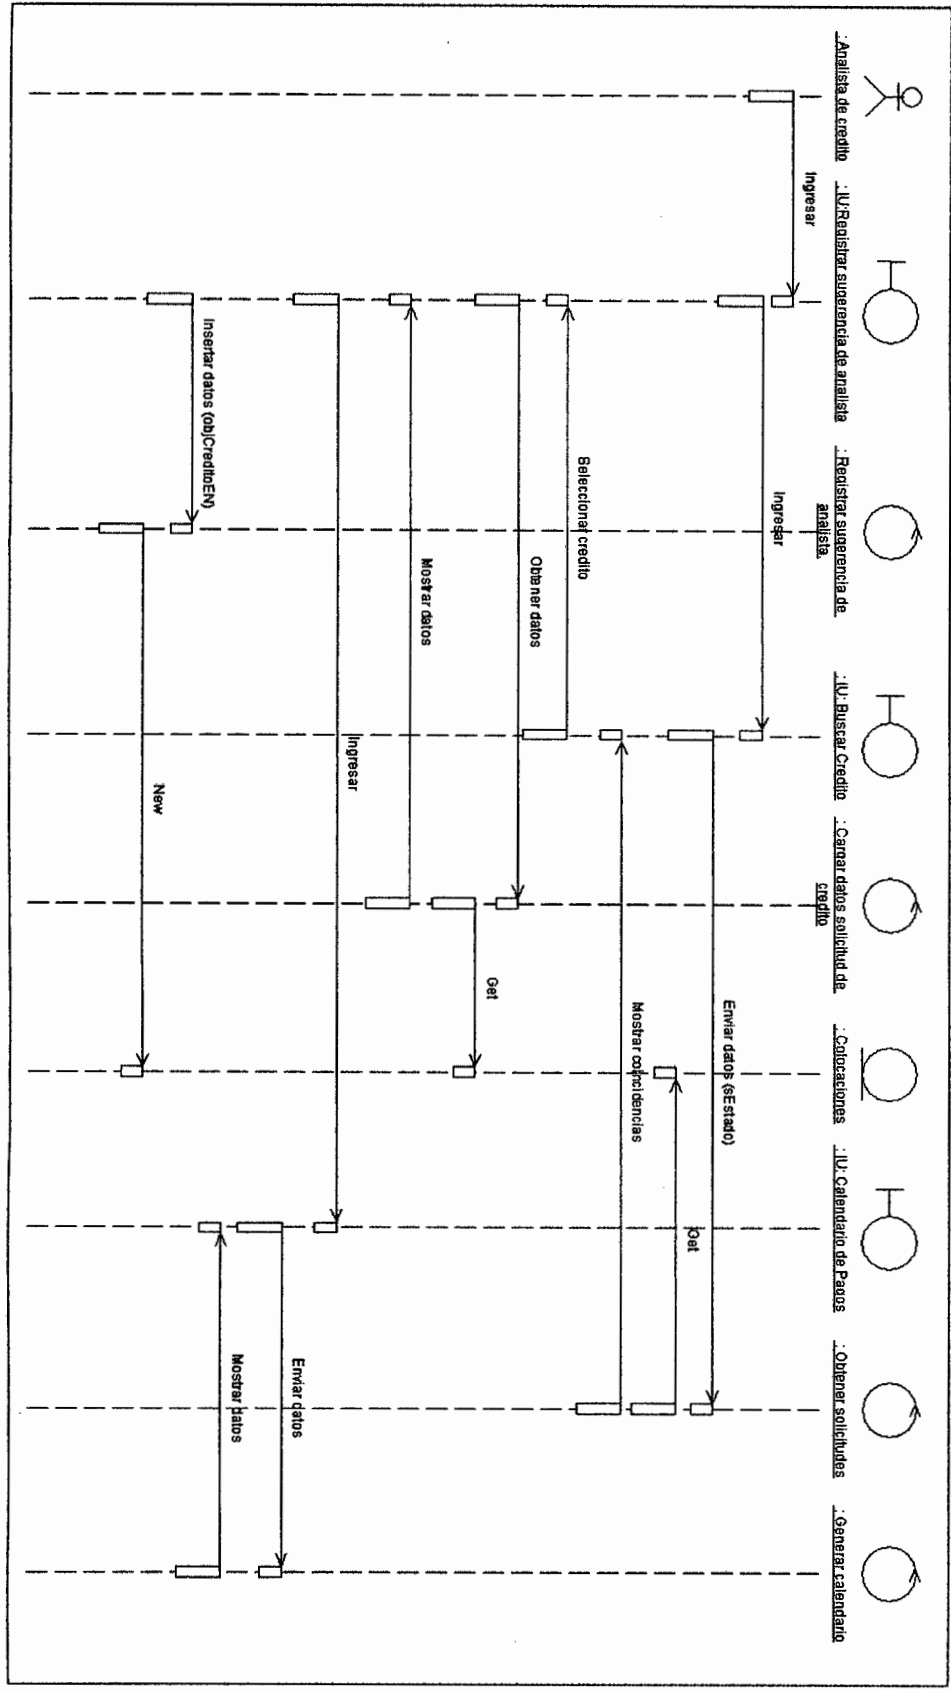 : Analista de credito
: IU:Registrar sugerencia de analista
: Registrar sugerencia de
analista
: IU: Buscar Credito
: Cargar datos solicitud de
credito
: Colocaciones
: IU: Calendario de Pagos
: Obtener solicitudes
: Generar calendario
Ingresar
Ingresar
Enviar datos (sEstado)
Get
Mostrar coincidencias
Seleccionar credito
Obtener datos
Get
Mostrar datos
Ingresar
Enviar datos
Mostrar datos
Insertar datos (objCreditoEN)
New